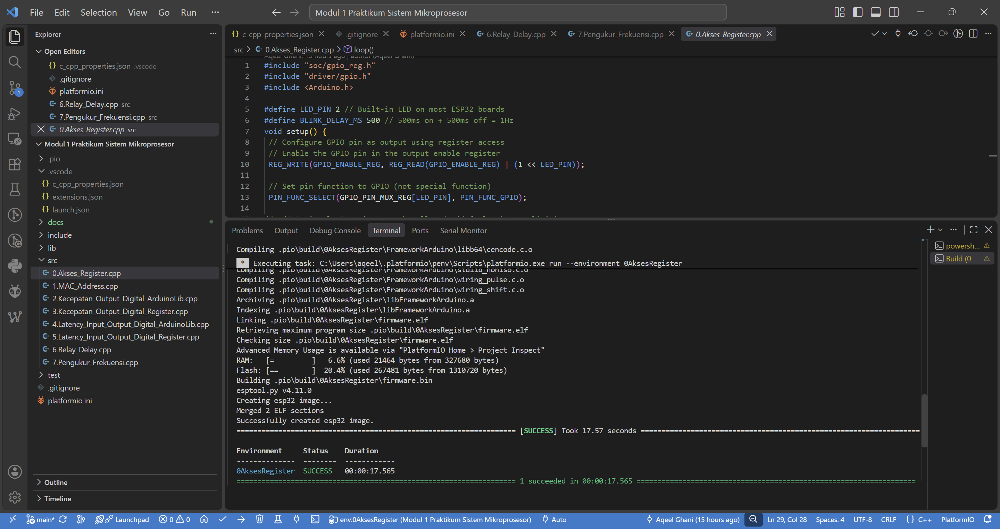 File Edit Selection View Go Run ···
Modul 1 Praktikum Sistem Mikroprosesor
Explorer
Open Editors
c_cpp_properties.json .vscode
.gitignore
platformio.ini
6.Relay_Delay.cpp src
7.Pengukur_Frekuensi.cpp src
0.Akses_Register.cpp src
Modul 1 Praktikum Sistem Mikroprosesor
.pio
.vscode
c_cpp_properties.json
extensions.json
launch.json
docs
include
lib
src
0.Akses_Register.cpp
1.MAC_Address.cpp
2.Kecepatan_Output_Digital_ArduinoLib.cpp
3.Kecepatan_Output_Digital_Register.cpp
4.Latency_Input_Output_Digital_ArduinoLib.cpp
5.Latency_Input_Output_Digital_Register.cpp
6.Relay_Delay.cpp
7.Pengukur_Frekuensi.cpp
test
.gitignore
platformio.ini
Outline
Timeline
1
c_cpp_properties.json .gitignore platformio.ini 6.Relay_Delay.cpp 7.Pengukur_Frekuensi.cpp 0.Akses_Register.cpp
src > 0.Akses_Register.cpp > loop()
Aqeel Ghani, 15 hours ago | author (Aqeel Ghani)
1 #include "soc/gpio_reg.h"
2 #include "driver/gpio.h"
3 #include <Arduino.h>
4
5 #define LED_PIN 2 // Built-in LED on most ESP32 boards
6 #define BLINK_DELAY_MS 500 // 500ms on + 500ms off = 1Hz
7 void setup() {
8 // Configure GPIO pin as output using register access
9 // Enable the GPIO pin in the output enable register
10 REG_WRITE(GPIO_ENABLE_REG, REG_READ(GPIO_ENABLE_REG) | (1 << LED_PIN));
11
12 // Set pin function to GPIO (not special function)
13 PIN_FUNC_SELECT(GPIO_PIN_MUX_REG[LED_PIN], PIN_FUNC_GPIO);
14
Problems Output Debug Console Terminal Ports Serial Monitor
powersh...
Build (0...
Compiling .pio\build\0AksesRegister\FrameworkArduino\libb64\cencode.c.o
* Executing task: C:\Users\aqeel\.platformio\penv\Scripts\platformio.exe run --environment 0AksesRegister
Compiling .pio\build\0AksesRegister\FrameworkArduino\stdlib_noniso.c.o
Compiling .pio\build\0AksesRegister\FrameworkArduino\wiring_pulse.c.o
Compiling .pio\build\0AksesRegister\FrameworkArduino\wiring_shift.c.o
Archiving .pio\build\0AksesRegister\libFrameworkArduino.a
Indexing .pio\build\0AksesRegister\libFrameworkArduino.a
Linking .pio\build\0AksesRegister\firmware.elf
Retrieving maximum program size .pio\build\0AksesRegister\firmware.elf
Checking size .pio\build\0AksesRegister\firmware.elf
Advanced Memory Usage is available via "PlatformIO Home > Project Inspect"
RAM: [= ] 6.6% (used 21464 bytes from 327680 bytes)
Flash: [== ] 20.4% (used 267481 bytes from 1310720 bytes)
Building .pio\build\0AksesRegister\firmware.bin
esptool.py v4.11.0
Creating esp32 image...
Merged 2 ELF sections
Successfully created esp32 image.
=================================================================== [SUCCESS] Took 17.57 seconds ===================================================================
Environment Status Duration
-------------- -------- ------------
0AksesRegister SUCCESS 00:00:17.565
=================================================================== 1 succeeded in 00:00:17.565 ===================================================================
main* Launchpad 0 0 env:0AksesRegister (Modul 1 Praktikum Sistem Mikroprosesor) Auto Aqeel Ghani (15 hours ago) Ln 29, Col 28 Spaces: 4 UTF-8 CRLF {} C++ PlatformIO